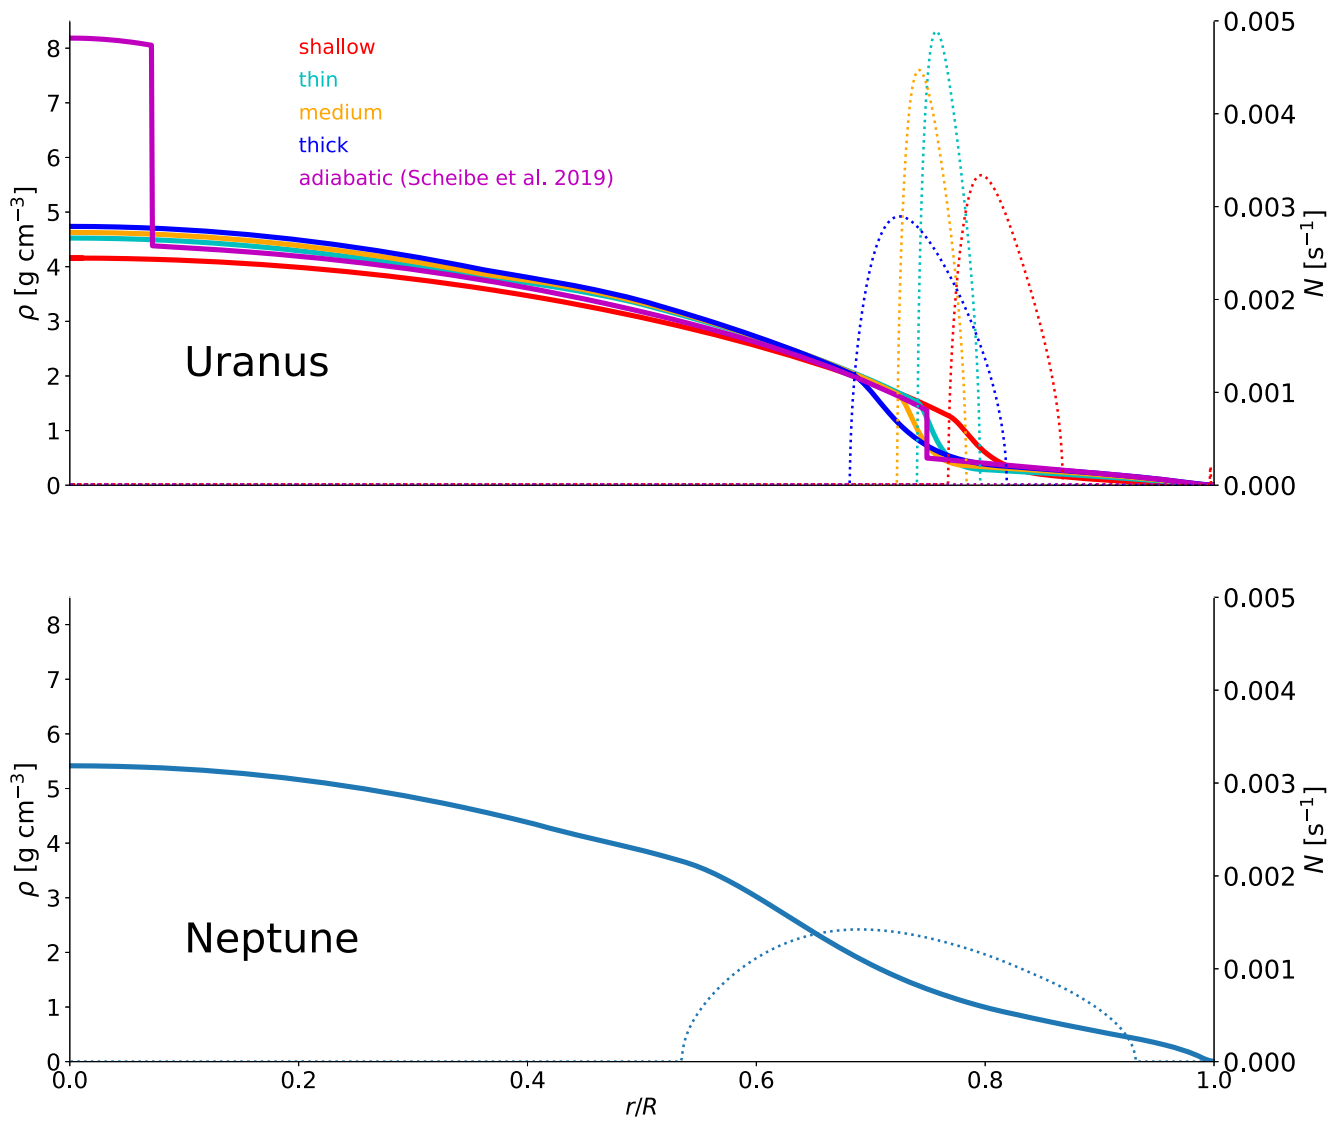 8
7
6
5
4
3
2
1
0
ρ [g cm⁻³]
shallow
thin
medium
thick
adiabatic (Scheibe et al. 2019)
Uranus
0.005
0.004
0.003
0.002
0.001
0.000
N [s⁻¹]
8
7
6
5
4
3
2
1
0
ρ [g cm⁻³]
Neptune
0.005
0.004
0.003
0.002
0.001
0.000
N [s⁻¹]
0.0 0.2 0.4 0.6 0.8 1.0
r/R